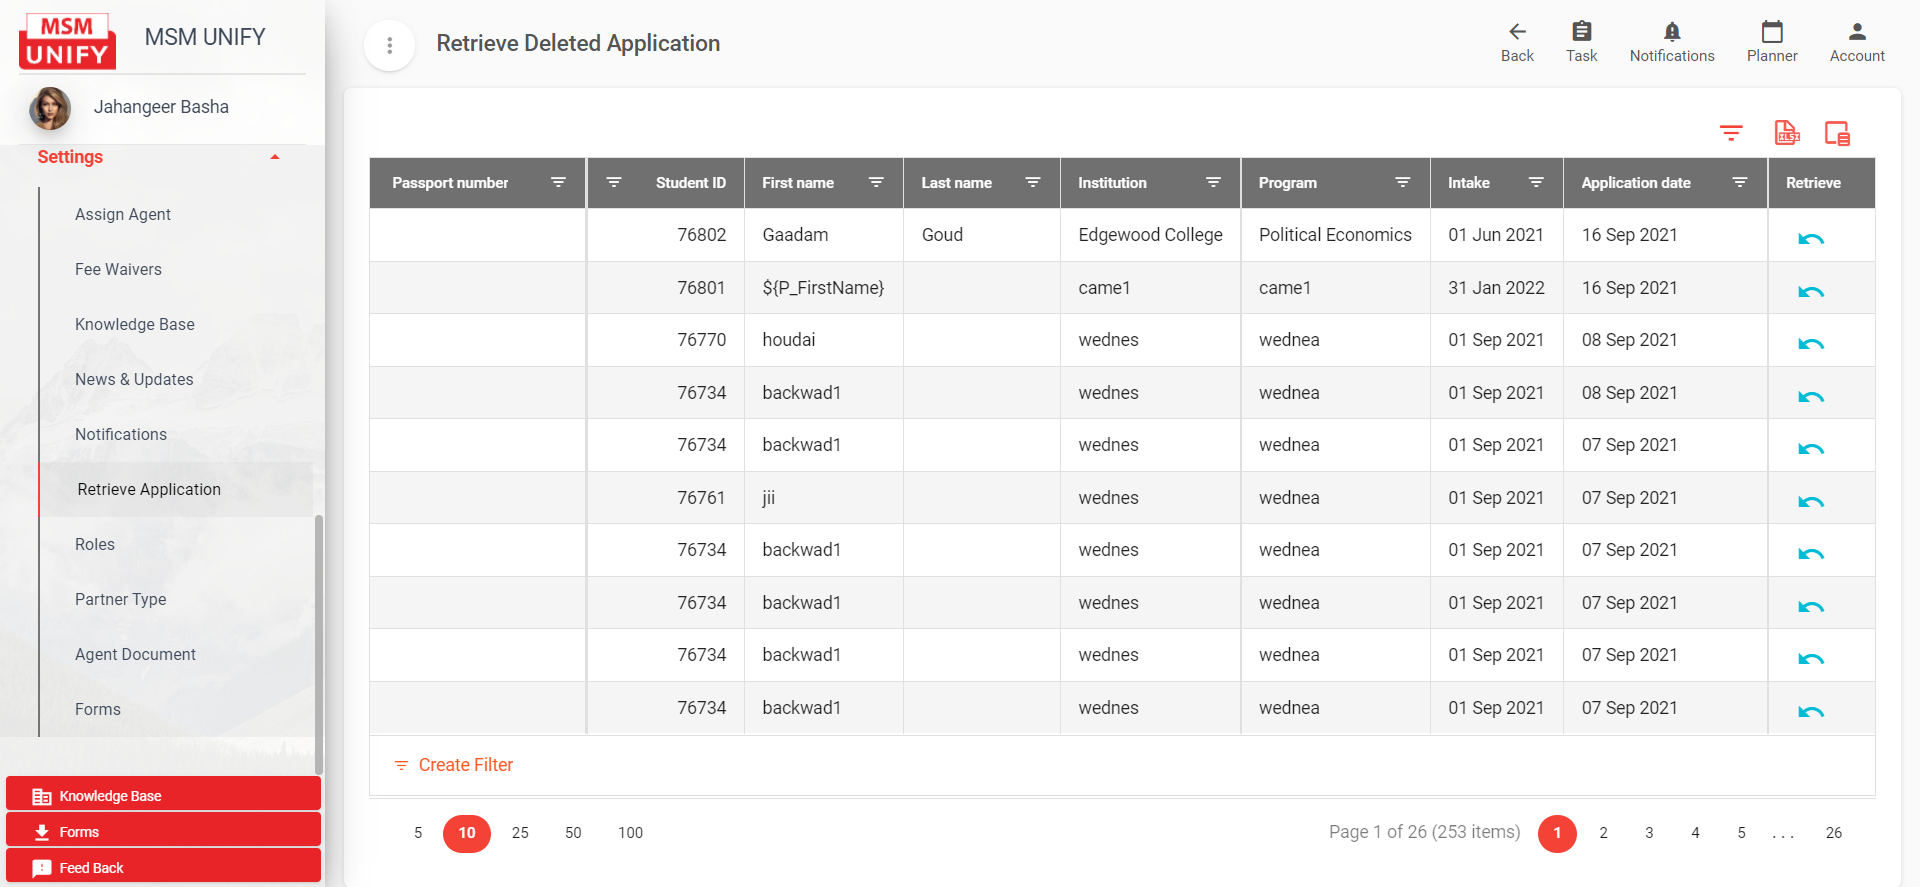 MSM
UNIFY
MSM UNIFY
Jahangeer Basha
Settings
Assign Agent
Fee Waivers
Knowledge Base
News & Updates
Notifications
Retrieve Application
Roles
Partner Type
Agent Document
Forms
Knowledge Base
Forms
Feed Back
Retrieve Deleted Application
Back Task Notifications Planner Account
Passport number Student ID First name Last name Institution Program Intake Application date Retrieve
76802 Gaadam Goud Edgewood College Political Economics 01 Jun 2021 16 Sep 2021
76801 ${P_FirstName} came1 came1 31 Jan 2022 16 Sep 2021
76770 houdai wednes wednea 01 Sep 2021 08 Sep 2021
76734 backwad1 wednes wednea 01 Sep 2021 08 Sep 2021
76734 backwad1 wednes wednea 01 Sep 2021 07 Sep 2021
76761 jii wednes wednea 01 Sep 2021 07 Sep 2021
76734 backwad1 wednes wednea 01 Sep 2021 07 Sep 2021
76734 backwad1 wednes wednea 01 Sep 2021 07 Sep 2021
76734 backwad1 wednes wednea 01 Sep 2021 07 Sep 2021
76734 backwad1 wednes wednea 01 Sep 2021 07 Sep 2021
Create Filter
5 10 25 50 100 Page 1 of 26 (253 items) 1 2 3 4 5 ... 26